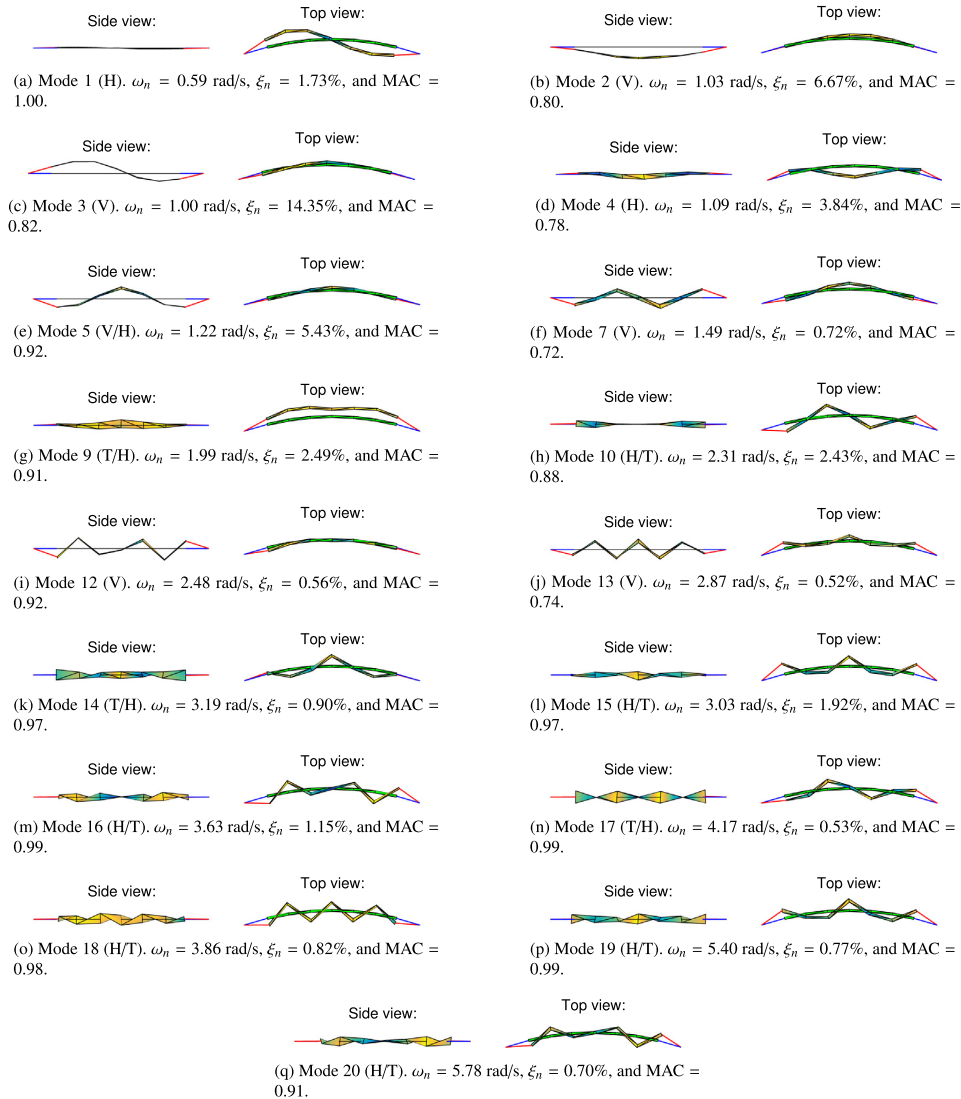 Side view:
Top view:
(a) Mode 1 (H). ωn = 0.59 rad/s, ξn = 1.73%, and MAC =
1.00.
Side view:
Top view:
(b) Mode 2 (V). ωn = 1.03 rad/s, ξn = 6.67%, and MAC =
0.80.
Side view:
Top view:
(c) Mode 3 (V). ωn = 1.00 rad/s, ξn = 14.35%, and MAC =
0.82.
Side view:
Top view:
(d) Mode 4 (H). ωn = 1.09 rad/s, ξn = 3.84%, and MAC =
0.78.
Side view:
Top view:
(e) Mode 5 (V/H). ωn = 1.22 rad/s, ξn = 5.43%, and MAC =
0.92.
Side view:
Top view:
(f) Mode 7 (V). ωn = 1.49 rad/s, ξn = 0.72%, and MAC =
0.72.
Side view:
Top view:
(g) Mode 9 (T/H). ωn = 1.99 rad/s, ξn = 2.49%, and MAC =
0.91.
Side view:
Top view:
(h) Mode 10 (H/T). ωn = 2.31 rad/s, ξn = 2.43%, and MAC =
0.88.
Side view:
Top view:
(i) Mode 12 (V). ωn = 2.48 rad/s, ξn = 0.56%, and MAC =
0.92.
Side view:
Top view:
(j) Mode 13 (V). ωn = 2.87 rad/s, ξn = 0.52%, and MAC =
0.74.
Side view:
Top view:
(k) Mode 14 (T/H). ωn = 3.19 rad/s, ξn = 0.90%, and MAC =
0.97.
Side view:
Top view:
(l) Mode 15 (H/T). ωn = 3.03 rad/s, ξn = 1.92%, and MAC =
0.97.
Side view:
Top view:
(m) Mode 16 (H/T). ωn = 3.63 rad/s, ξn = 1.15%, and MAC =
0.99.
Side view:
Top view:
(n) Mode 17 (T/H). ωn = 4.17 rad/s, ξn = 0.53%, and MAC =
0.99.
Side view:
Top view:
(o) Mode 18 (H/T). ωn = 3.86 rad/s, ξn = 0.82%, and MAC =
0.98.
Side view:
Top view:
(p) Mode 19 (H/T). ωn = 5.40 rad/s, ξn = 0.77%, and MAC =
0.99.
Side view:
Top view:
(q) Mode 20 (H/T). ωn = 5.78 rad/s, ξn = 0.70%, and MAC =
0.91.